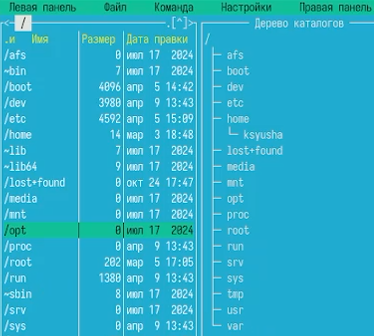 Левая панель Файл Команда Настройки Правая панель
<- / .[^]> <- Дерево каталогов
.и Имя Размер Дата правки /
/afs 0 июл 17 2024 afs
~bin 7 июл 17 2024 boot
/boot 4096 апр 5 14:42 dev
/dev 3980 апр 9 13:43 etc
/etc 4592 апр 5 15:09 home
/home 14 мар 3 18:48 ksyusha
~lib 7 июл 17 2024 lost+found
~lib64 9 июл 17 2024 media
/lost+found 0 окт 24 17:47 mnt
/media 0 июл 17 2024 opt
/mnt 0 июл 17 2024 proc
/opt 0 июл 17 2024 root
/proc 0 апр 9 13:43 run
/root 202 мар 5 17:05 srv
/run 1380 апр 9 13:43 sys
~sbin 8 июл 17 2024 tmp
/srv 0 июл 17 2024 usr
/sys 0 апр 9 13:43 var